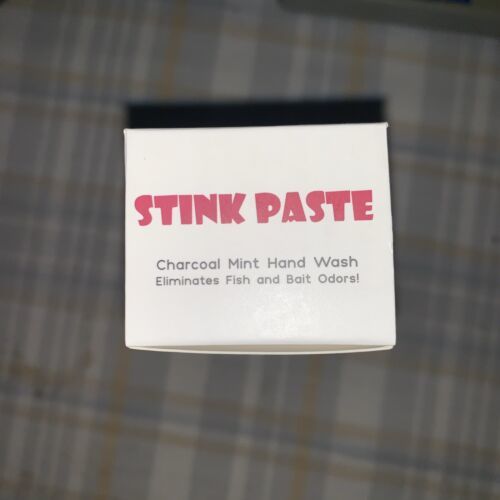 STINK PASTE
Charcoal Mint Hand Wash
Eliminates Fish and Bait Odors!